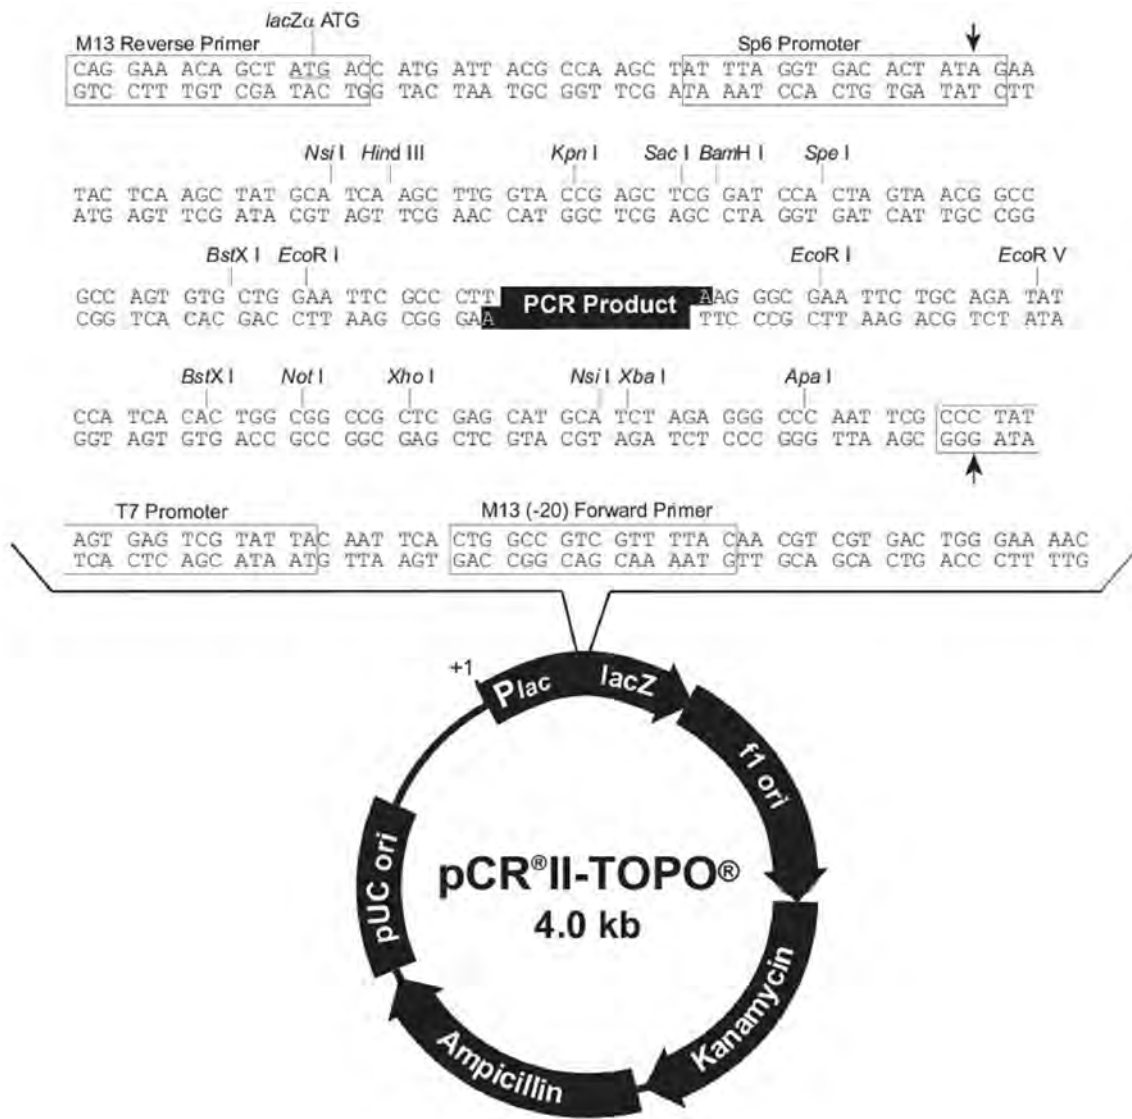 lacZα ATG
M13 Reverse Primer Sp6 Promoter
CAG GAA ACA GCT ATG ACC ATG ATT ACG CCA AGC TAT TTA GGT GAC ACT ATA GAA
GTC CTT TGT CGA TAC TGG TAC TAA TGC GGT TCG ATA AAT CCA CTG TGA TAT CTT
Nsi I Hind III Kpn I Sac I BamH I Spe I
TAC TCA AGC TAT GCA TCA AGC TTG GTA CCG AGC TCG GAT CCA CTA GTA ACG GCC
ATG AGT TCG ATA CGT AGT TCG AAC CAT GGC TCG AGC CTA GGT GAT CAT TGC CGG
BstX I EcoR I EcoR I EcoR V
GCC AGT GTG CTG GAA TTC GCC CTT PCR Product AAG GGC GAA TTC TGC AGA TAT
CGG TCA CAC GAC CTT AAG CGG GAA TTC CCG CTT AAG ACG TCT ATA
BstX I Not I Xho I Nsi I Xba I Apa I
CCA TCA CAC TGG CGG CCG CTC GAG CAT GCA TCT AGA GGG CCC AAT TCG CCC TAT
GGT AGT GTG ACC GCC GGC GAG CTC GTA CGT AGA TCT CCC GGG TTA AGC GGG ATA
T7 Promoter M13 (-20) Forward Primer
AGT GAG TCG TAT TAC AAT TCA CTG GCC GTC GTT TTA CAA CGT CGT GAC TGG GAA AAC
TCA CTC AGC ATA ATG TTA AGT GAC CGG CAG CAA AAT GTT GCA GCA CTG ACC CTT TTG
+1
Plac lacZ
f1 ori
Kanamycin
Ampicillin
pUC ori
pCR®II-TOPO®
4.0 kb